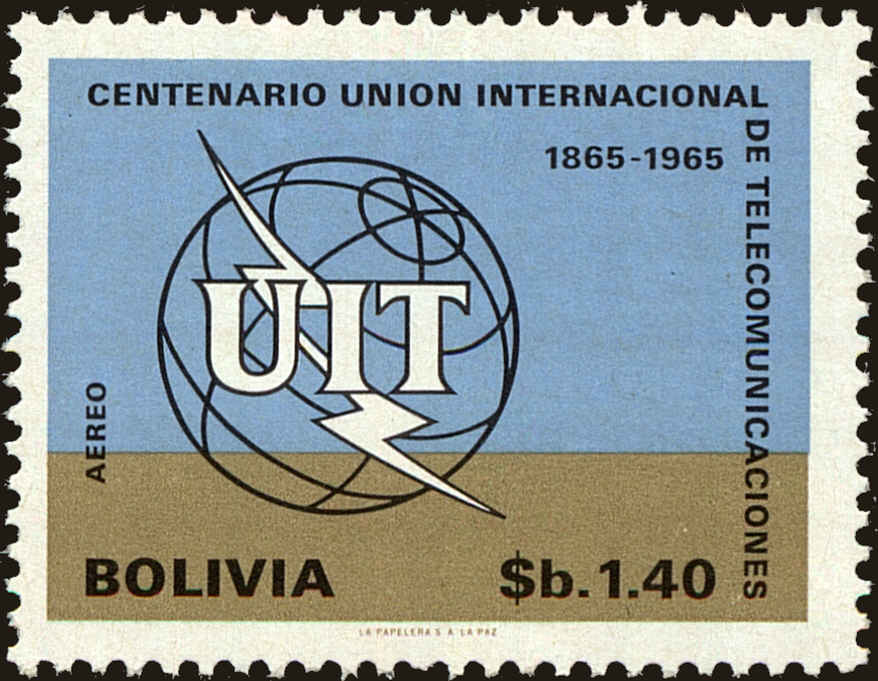 CENTENARIO UNION INTERNACIONAL
DE TELECOMUNICACIONES
1865-1965
UIT
AEREO
BOLIVIA
$b.1.40
LA PAPELERA S. A. LA PAZ